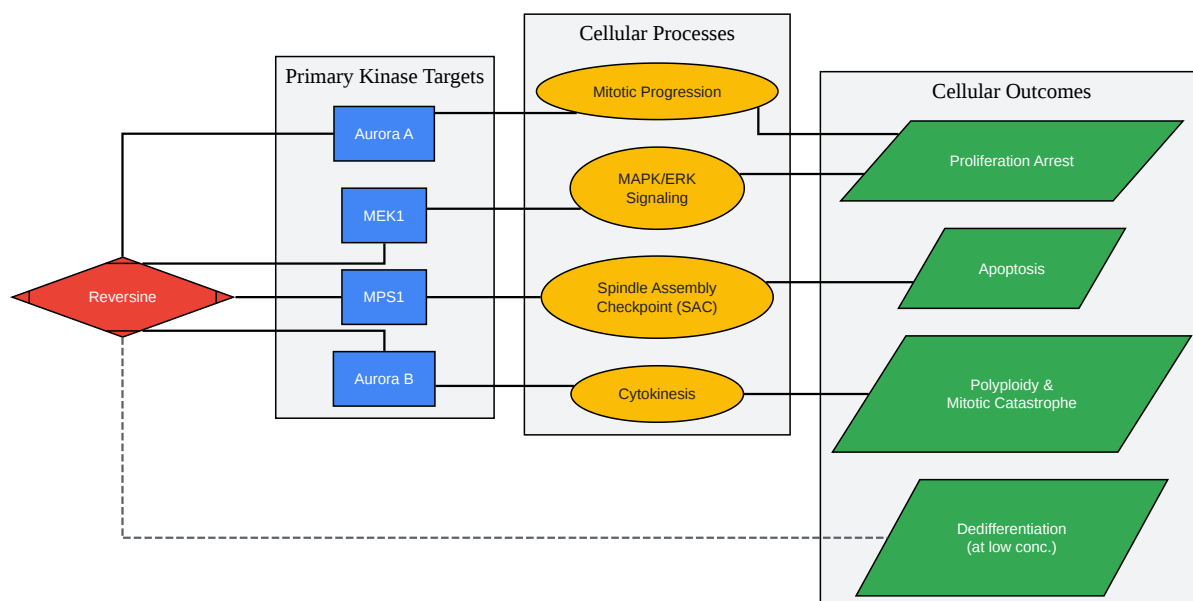 Reversine
Primary Kinase Targets
Aurora A
MEK1
MPS1
Aurora B
Cellular Processes
Mitotic Progression
MAPK/ERK
Signaling
Spindle Assembly
Checkpoint (SAC)
Cytokinesis
Cellular Outcomes
Proliferation Arrest
Apoptosis
Polyploidy &
Mitotic Catastrophe
Dedifferentiation
(at low conc.)